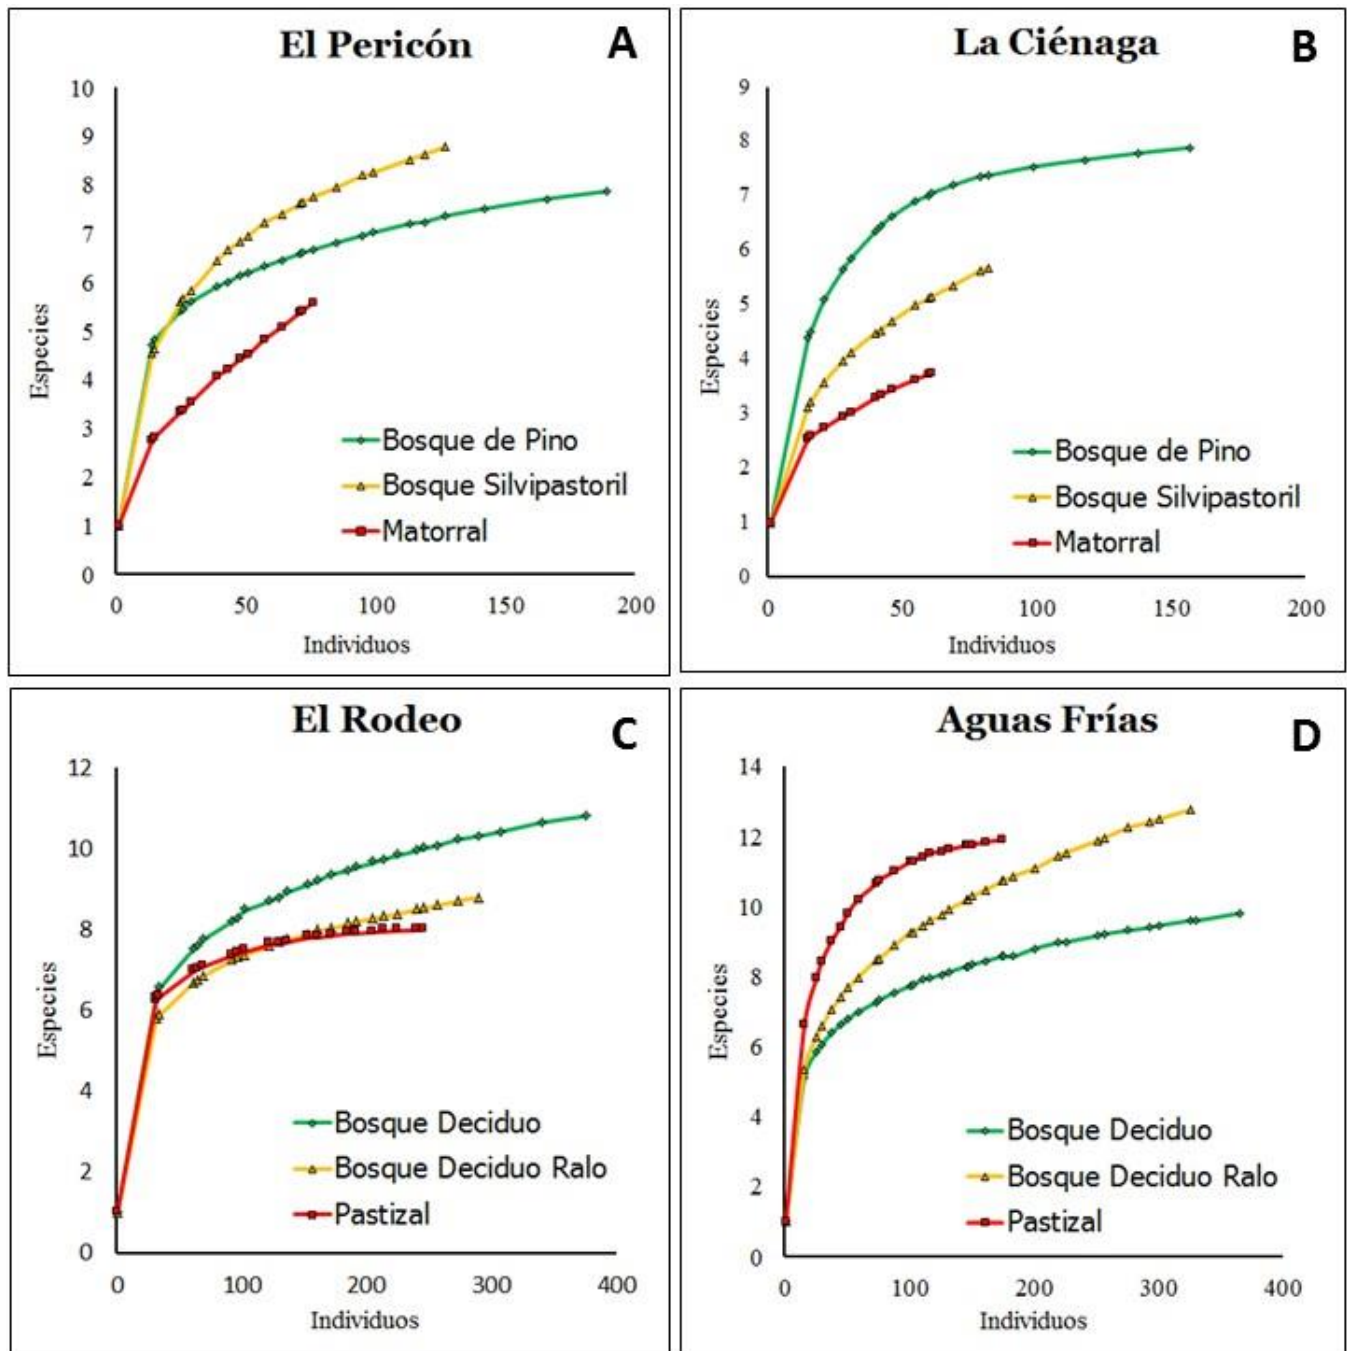 El Pericón
A
10
9
8
7
6
5
4
3
2
1
0
Especies
Bosque de Pino
Bosque Silvipastoril
Matorral
0 50 100 150 200
Individuos
La Ciénaga
B
9
8
7
6
5
4
3
2
1
0
Especies
Bosque de Pino
Bosque Silvipastoril
Matorral
0 50 100 150 200
Individuos
El Rodeo
C
12
10
8
6
4
2
0
Especies
Bosque Deciduo
Bosque Deciduo Ralo
Pastizal
0 100 200 300 400
Individuos
Aguas Frías
D
14
12
10
8
6
4
2
0
Especies
Bosque Deciduo
Bosque Deciduo Ralo
Pastizal
0 100 200 300 400
Individuos